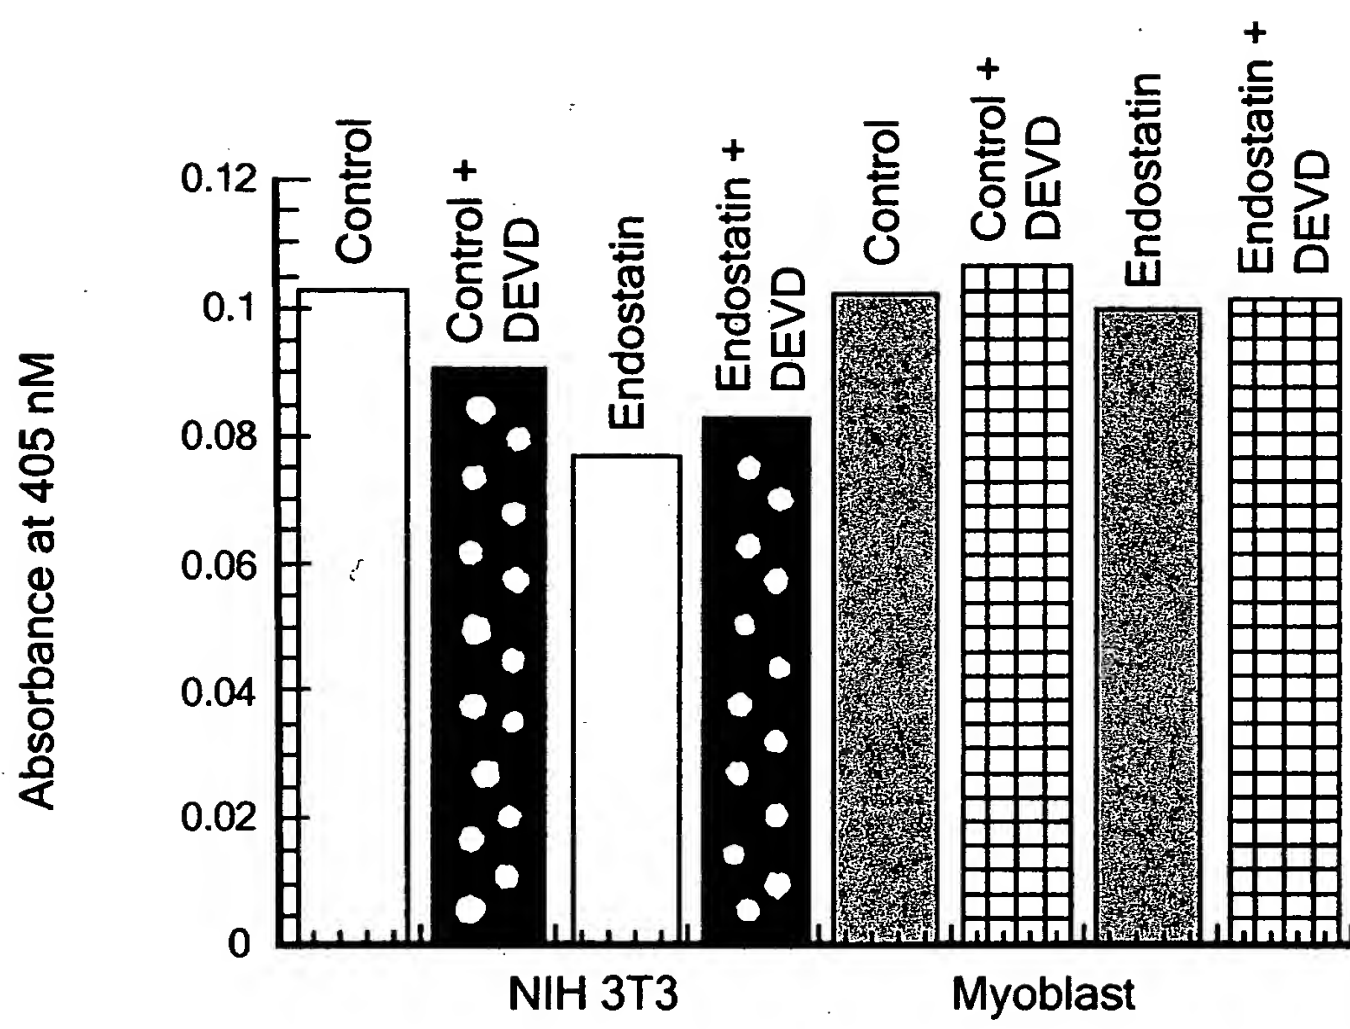 Absorbance at 405 nM
0.12
0.1
0.08
0.06
0.04
0.02
0
Control
Control +
DEVD
Endostatin
Endostatin +
DEVD
Control
Control +
DEVD
Endostatin
Endostatin +
DEVD
NIH 3T3
Myoblast